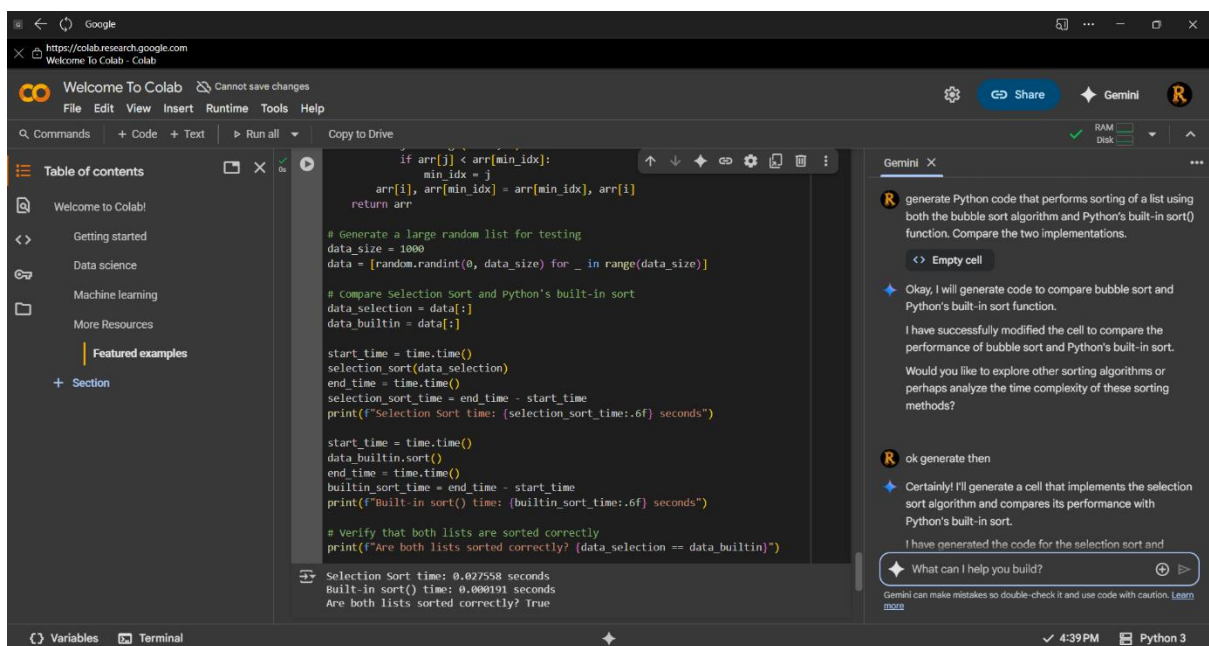 Google
https://colab.research.google.com
Welcome To Colab - Colab
Welcome To Colab Cannot save changes
File Edit View Insert Runtime Tools Help
Share
Gemini
R
Commands + Code + Text Run all Copy to Drive
RAM
Disk
Table of contents
Welcome to Colab!
Getting started
Data science
Machine learning
More Resources
Featured examples
+ Section
0s
if arr[j] < arr[min_idx]:
min_idx = j
arr[i], arr[min_idx] = arr[min_idx], arr[i]
return arr
# Generate a large random list for testing
data_size = 1000
data = [random.randint(0, data_size) for _ in range(data_size)]
# Compare Selection Sort and Python's built-in sort
data_selection = data[:]
data_builtin = data[:]
start_time = time.time()
selection_sort(data_selection)
end_time = time.time()
selection_sort_time = end_time - start_time
print(f"Selection Sort time: {selection_sort_time:.6f} seconds")
start_time = time.time()
data_builtin.sort()
end_time = time.time()
builtin_sort_time = end_time - start_time
print(f"Built-in sort() time: {builtin_sort_time:.6f} seconds")
# Verify that both lists are sorted correctly
print(f"Are both lists sorted correctly? {data_selection == data_builtin}")
Selection Sort time: 0.027558 seconds
Built-in sort() time: 0.000191 seconds
Are both lists sorted correctly? True
Gemini
R
generate Python code that performs sorting of a list using
both the bubble sort algorithm and Python's built-in sort()
function. Compare the two implementations.
<> Empty cell
Okay, I will generate code to compare bubble sort and
Python's built-in sort function.
I have successfully modified the cell to compare the
performance of bubble sort and Python's built-in sort.
Would you like to explore other sorting algorithms or
perhaps analyze the time complexity of these sorting
methods?
R
ok generate then
Certainly! I'll generate a cell that implements the selection
sort algorithm and compares its performance with
Python's built-in sort.
I have generated the code for the selection sort and
What can I help you build?
Gemini can make mistakes so double-check it and use code with caution. Learn
more
{} Variables Terminal
4:39 PM Python 3